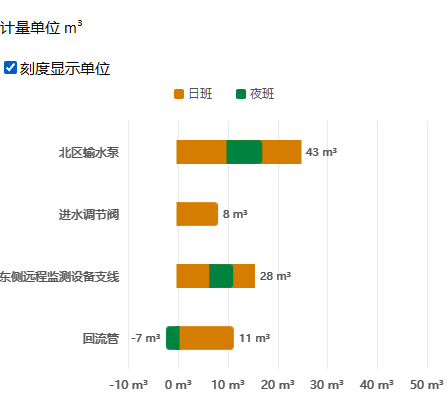 计量单位 m³
刻度显示单位
日班 夜班
北区输水泵 43 m³
进水调节阀 8 m³
东侧远程监测设备支线 28 m³
回流管 -7 m³ 11 m³
-10 m³ 0 m³ 10 m³ 20 m³ 30 m³ 40 m³ 50 m³